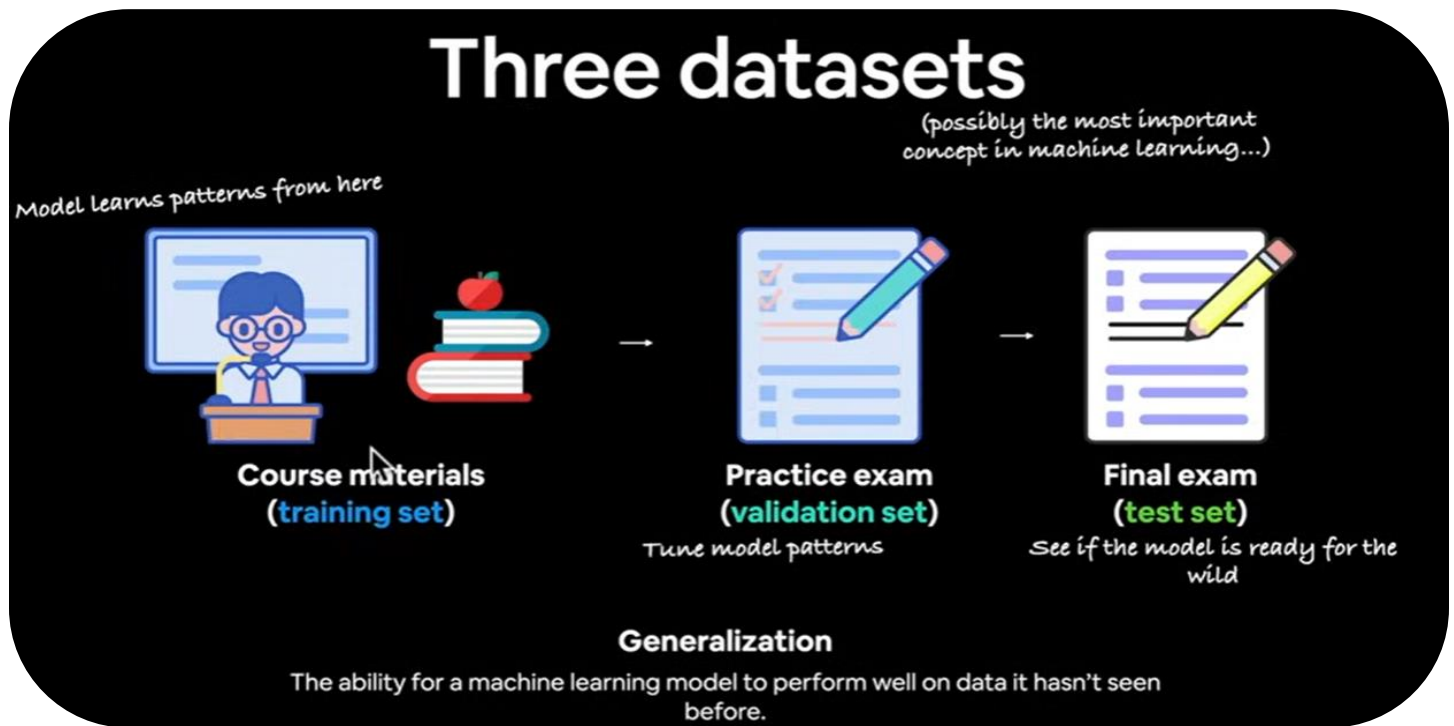 Three datasets
(possibly the most important
concept in machine learning...)
Model learns patterns from here
Course materials
(training set)
Practice exam
(validation set)
Tune model patterns
Final exam
(test set)
See if the model is ready for the
wild
Generalization
The ability for a machine learning model to perform well on data it hasn't seen
before.